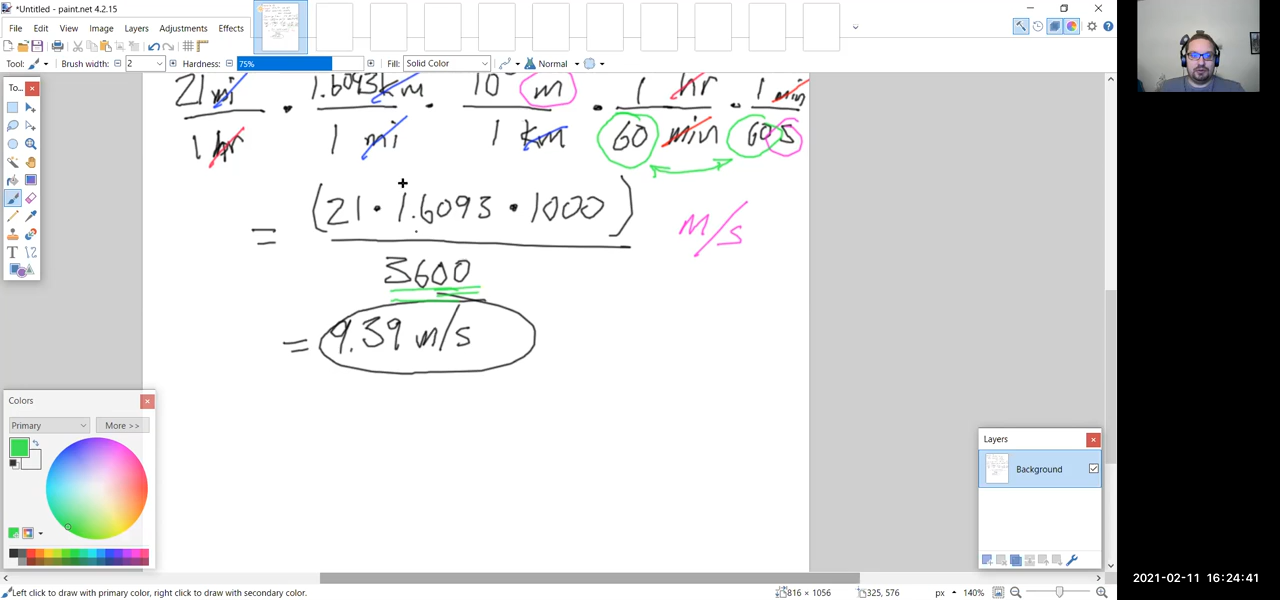 *Untitled - paint.net 4.2.15
File Edit View Image Layers Adjustments Effects
Tool: Brush width: 2 Hardness: 75% Fill: Solid Color Normal
To...
21 mi / 1 hr · 1.6093 km / 1 mi · 10 m / 1 km · 1 hr / 60 min · 1 min / 60 s
= (21 · 1.6093 · 1000) / 3600 m/s
= 9.39 m/s
Colors
Primary More >>
Layers
Background
Left click to draw with primary color, right click to draw with secondary color. 816 × 1056 325, 576 px 140%
2021-02-11 16:24:41